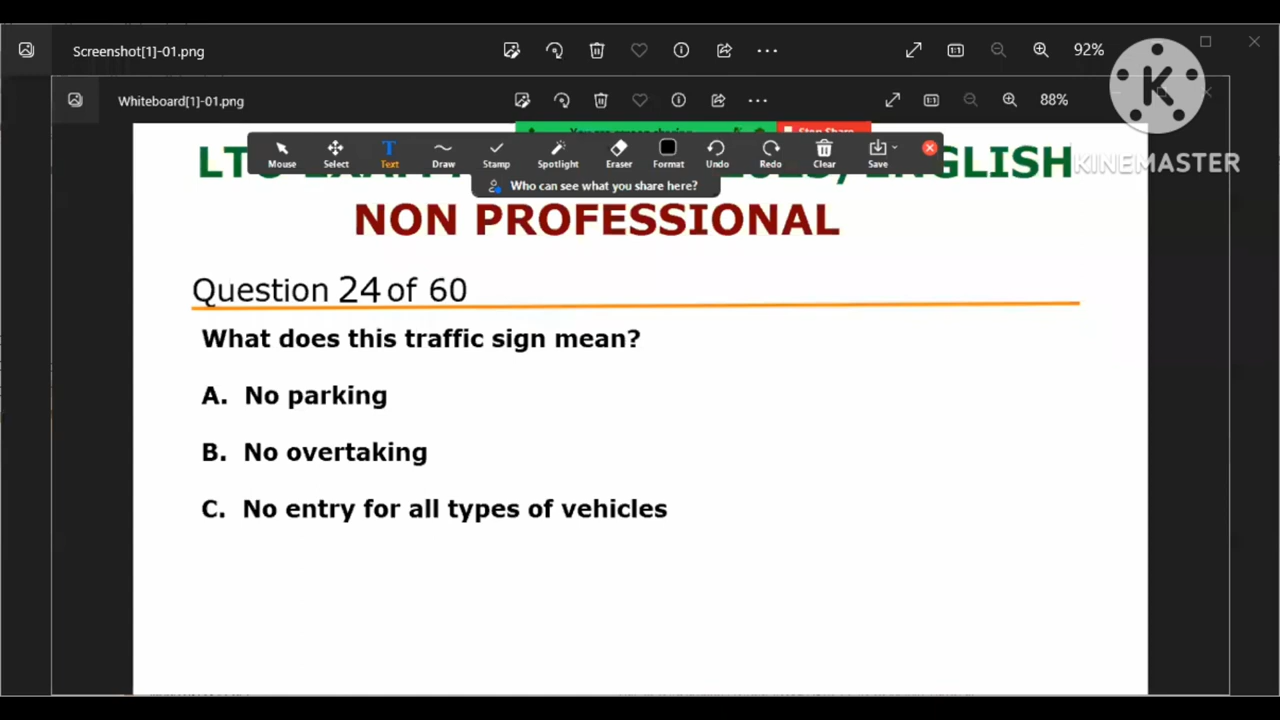 Screenshot[1]-01.png
92%
Whiteboard[1]-01.png
88%
K
KINEMASTER
Mouse Select Text Draw Stamp Spotlight Eraser Format Undo Redo Clear Save
Who can see what you share here?
ENGLISH
NON PROFESSIONAL
Question 24 of 60
What does this traffic sign mean?
A. No parking
B. No overtaking
C. No entry for all types of vehicles